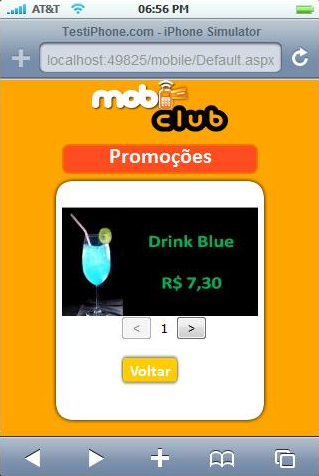 AT&T 06:56 PM
TestiPhone.com - iPhone Simulator
localhost:49825/mobile/Default.aspx
mobi
club
Promoções
Drink Blue
R$ 7,30
< 1 >
Voltar